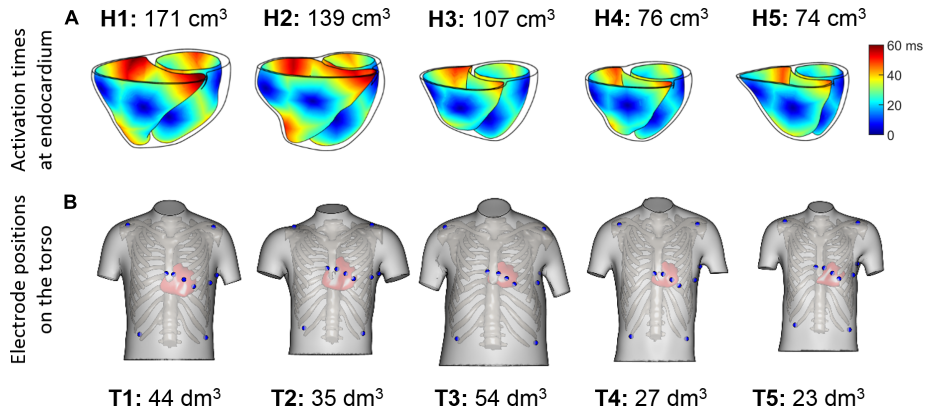 A H1: 171 cm³ H2: 139 cm³ H3: 107 cm³ H4: 76 cm³ H5: 74 cm³
Activation times
at endocardium
60 ms
40
20
0
B
Electrode positions
on the torso
T1: 44 dm³ T2: 35 dm³ T3: 54 dm³ T4: 27 dm³ T5: 23 dm³